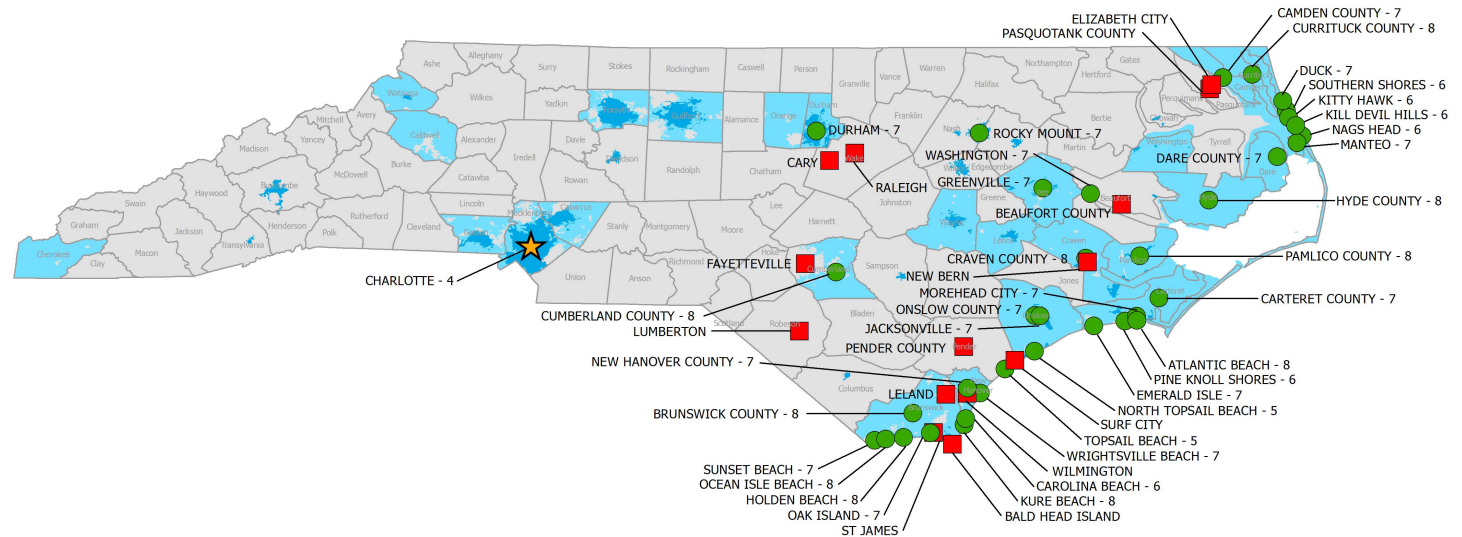 ELIZABETH CITY
CAMDEN COUNTY - 7
PASQUOTANK COUNTY
CURRITUCK COUNTY - 8
DUCK - 7
SOUTHERN SHORES - 6
KITTY HAWK - 6
KILL DEVIL HILLS - 6
NAGS HEAD - 6
MANTEO - 7
DARE COUNTY - 7
HYDE COUNTY - 8
DURHAM - 7
ROCKY MOUNT - 7
CARY
RALEIGH
WASHINGTON - 7
GREENVILLE - 7
BEAUFORT COUNTY
CHARLOTTE - 4
FAYETTEVILLE
CUMBERLAND COUNTY - 8
LUMBERTON
CRAVEN COUNTY - 8
NEW BERN
PAMLICO COUNTY - 8
MOREHEAD CITY - 7
ONSLOW COUNTY - 7
CARTERET COUNTY - 7
JACKSONVILLE - 7
PENDER COUNTY
NEW HANOVER COUNTY - 7
ATLANTIC BEACH - 8
PINE KNOLL SHORES - 6
EMERALD ISLE - 7
NORTH TOPSAIL BEACH - 5
SURF CITY
TOPSAIL BEACH - 5
WRIGHTSVILLE BEACH - 7
WILMINGTON
CAROLINA BEACH - 6
KURE BEACH - 8
BALD HEAD ISLAND
LELAND
BRUNSWICK COUNTY - 8
SUNSET BEACH - 7
OCEAN ISLE BEACH - 8
HOLDEN BEACH - 8
OAK ISLAND - 7
ST JAMES
Ashe
Alleghany
Surry
Stokes
Rockingham
Caswell
Person
Granville
Vance
Warren
Northampton
Gates
Hertford
Halifax
Watauga
Wilkes
Yadkin
Guilford
Alamance
Orange
Durham
Franklin
Nash
Edgecombe
Martin
Chowan
Perquimans
Pasquotank
Camden
Currituck
Washington
Tyrrell
Dare
Mitchell
Avery
Yancey
Caldwell
Alexander
Davie
Davidson
Randolph
Chatham
Wake
Madison
Burke
McDowell
Iredell
Catawba
Rowan
Johnston
Greene
Beaufort
Hyde
Haywood
Buncombe
Swain
Graham
Jackson
Henderson
Rutherford
Polk
Cleveland
Lincoln
Gaston
Mecklenburg
Cabarrus
Stanly
Montgomery
Moore
Lee
Harnett
Cherokee
Clay
Macon
Transylvania
Union
Anson
Richmond
Hoke
Cumberland
Sampson
Wayne
Lenoir
Craven
Jones
Carteret
Scotland
Robeson
Bladen
Columbus
Pender
Onslow
Brunswick